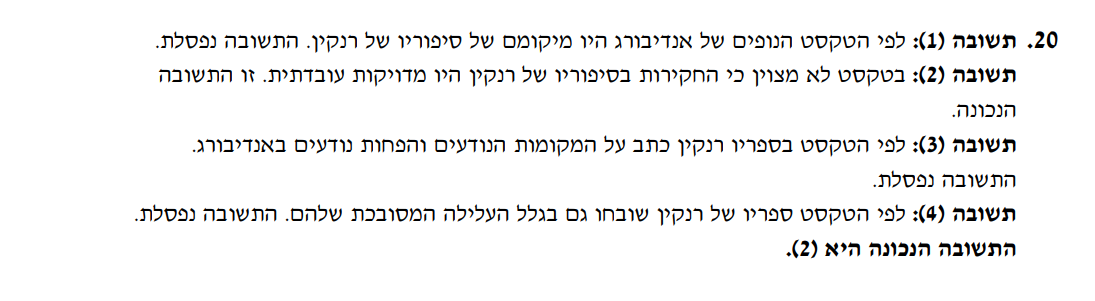 20. תשובה (1): לפי הטקסט הנופים של אנדיבורג היו מיקומם של סיפוריו של רנקין. התשובה נפסלת.
תשובה (2): בטקסט לא מצוין כי החקירות בסיפוריו של רנקין היו מדויקות עובדתית. זו התשובה
הנכונה.
תשובה (3): לפי הטקסט בספריו רנקין כתב על המקומות הנודעים והפחות נודעים באנדיבורג.
התשובה נפסלת.
תשובה (4): לפי הטקסט ספריו של רנקין שובחו גם בגלל העלילה המסובכת שלהם. התשובה נפסלת.
התשובה הנכונה היא (2).